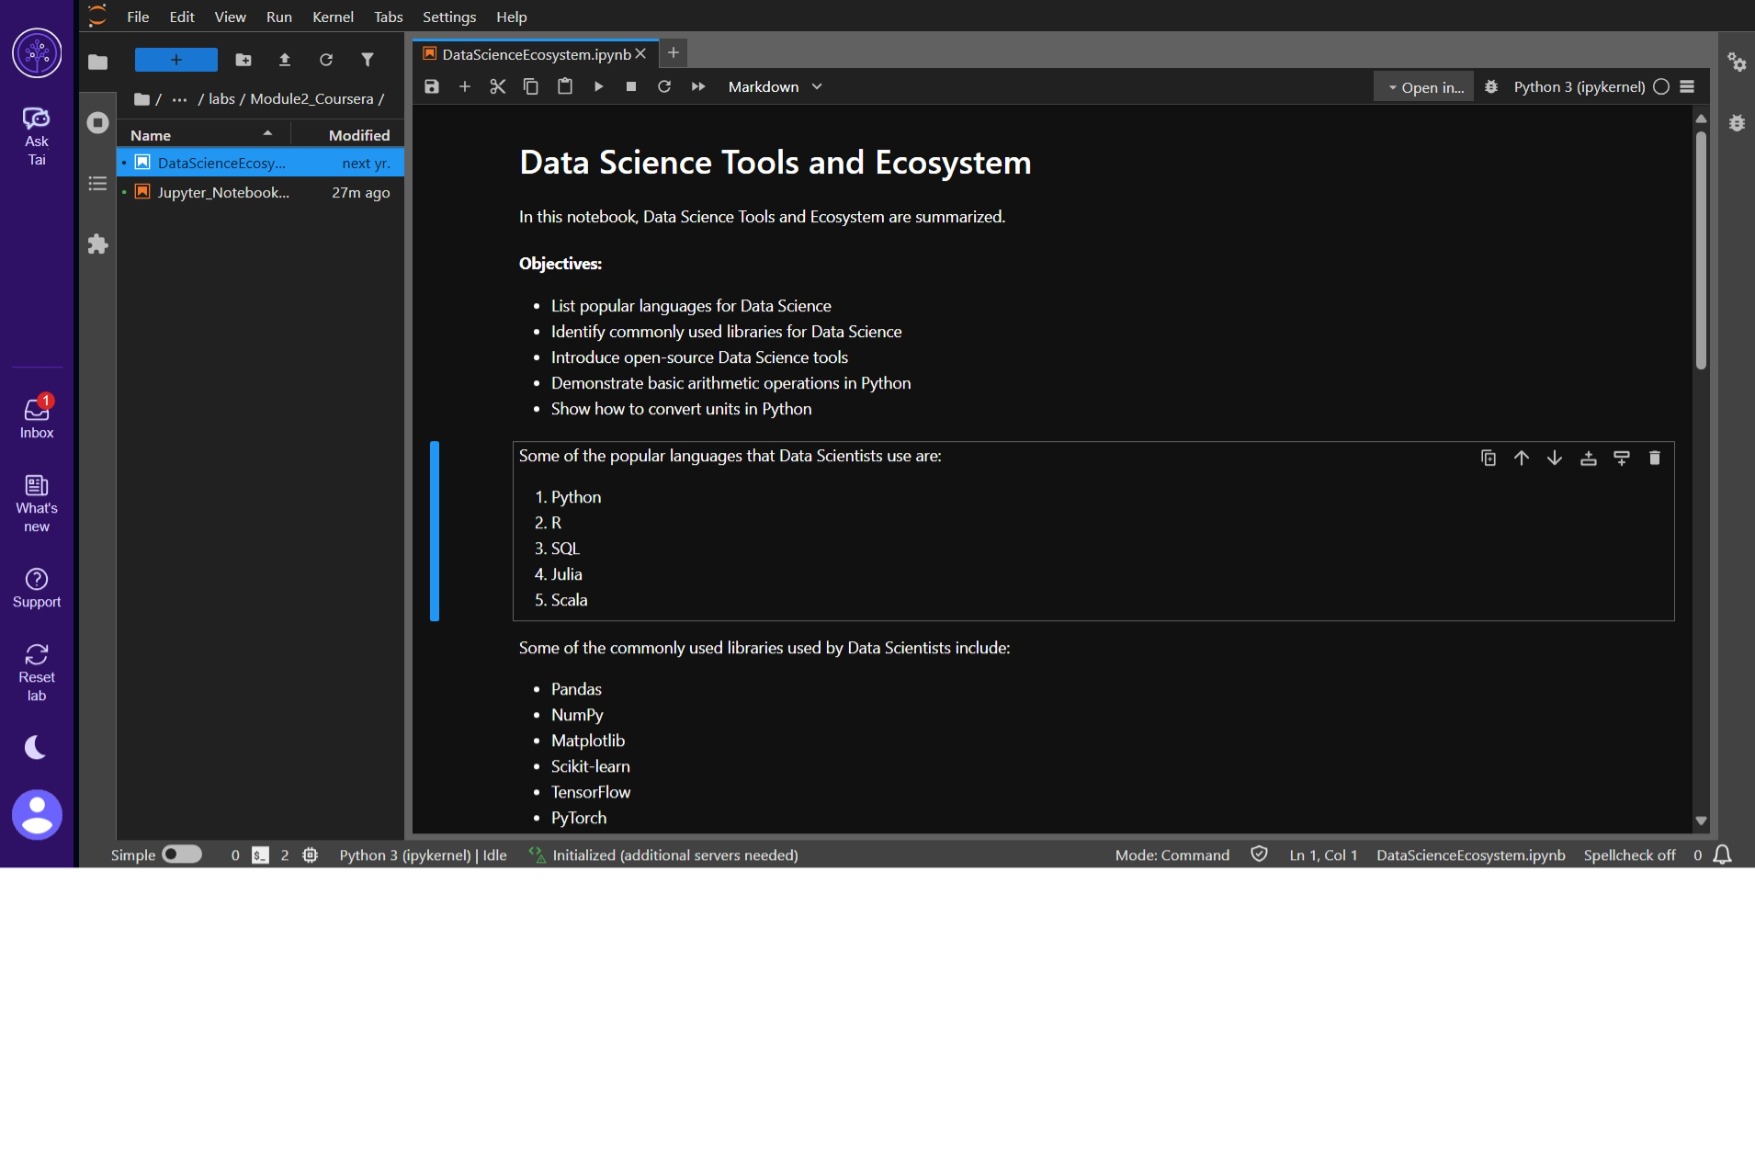 File Edit View Run Kernel Tabs Settings Help
Ask
Tai
Inbox
1
What's
new
Support
Reset
lab
+
/ ... / labs / Module2_Coursera /
Name Modified
DataScienceEcosy... next yr.
Jupyter_Notebook... 27m ago
DataScienceEcosystem.ipynb
Markdown
Open in...
Python 3 (ipykernel)
Data Science Tools and Ecosystem
In this notebook, Data Science Tools and Ecosystem are summarized.
Objectives:
• List popular languages for Data Science
• Identify commonly used libraries for Data Science
• Introduce open-source Data Science tools
• Demonstrate basic arithmetic operations in Python
• Show how to convert units in Python
Some of the popular languages that Data Scientists use are:
1. Python
2. R
3. SQL
4. Julia
5. Scala
Some of the commonly used libraries used by Data Scientists include:
• Pandas
• NumPy
• Matplotlib
• Scikit-learn
• TensorFlow
• PyTorch
Simple 0 $_ 2 Python 3 (ipykernel) | Idle Initialized (additional servers needed) Mode: Command Ln 1, Col 1 DataScienceEcosystem.ipynb Spellcheck off 0